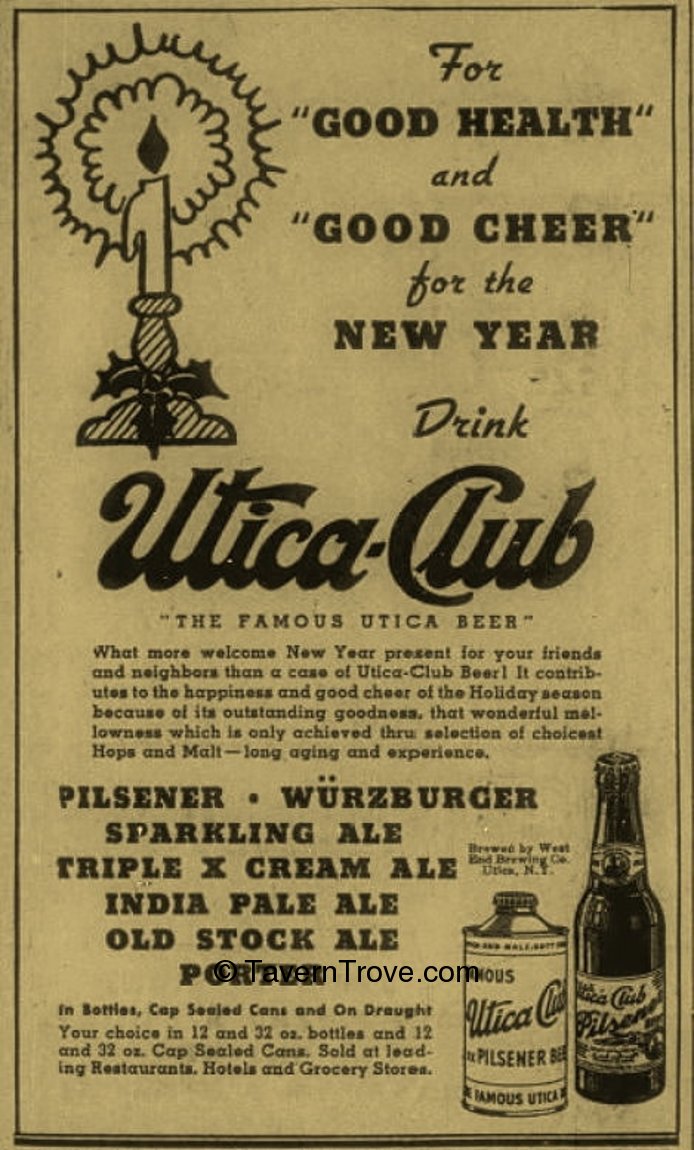 For
"GOOD HEALTH"
and
"GOOD CHEER"
for the
NEW YEAR
Drink
Utica-Club
"THE FAMOUS UTICA BEER"
What more welcome New Year present for your friends
and neighbors than a case of Utica-Club Beer! It contrib-
utes to the happiness and good cheer of the Holiday season
because of its outstanding goodness, that wonderful mel-
lowness which is only achieved thru selection of choicest
Hops and Malt—long aging and experience.
PILSENER • WÜRZBURGER
SPARKLING ALE
TRIPLE X CREAM ALE
INDIA PALE ALE
OLD STOCK ALE
PORTER
© TavernTrove.com
In Bottles, Cap Sealed Cans and On Draught
Your choice in 12 and 32 oz. bottles and 12
and 32 oz. Cap Sealed Cans. Sold at lead-
ing Restaurants, Hotels and Grocery Stores.
Brewed by West
End Brewing Co.
Utica, N.Y.
Utica Club
PILSENER BEE
FAMOUS UTICA
Utica Club
Pilsener